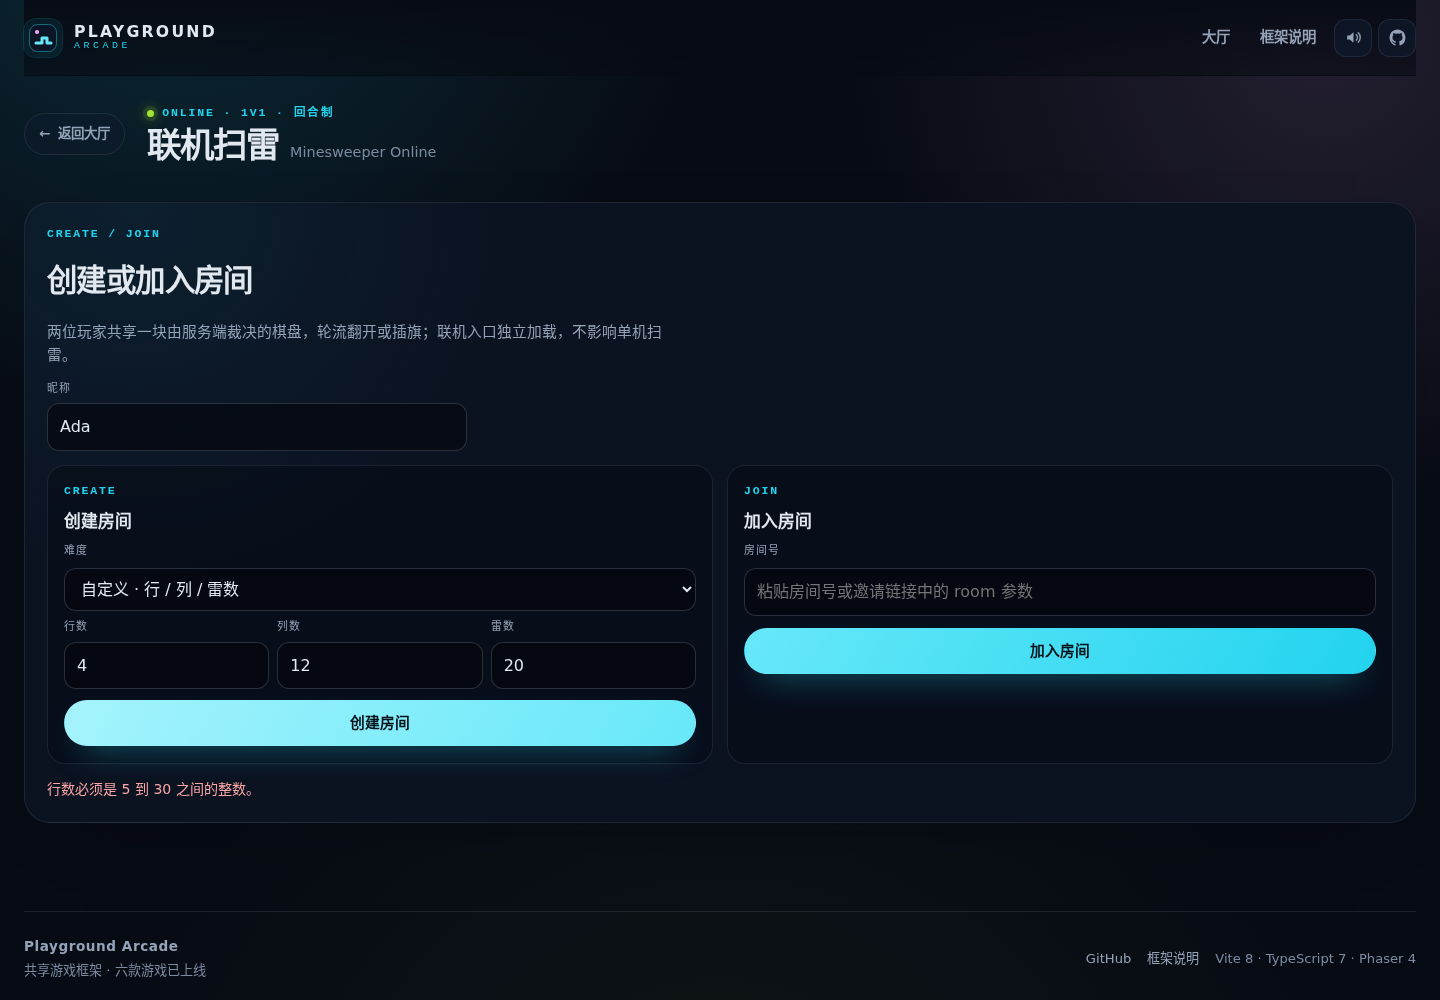 PLAYGROUND
ARCADE
大厅
框架说明
← 返回大厅
ONLINE · 1V1 · 回合制
联机扫雷 Minesweeper Online
CREATE / JOIN
创建或加入房间
两位玩家共享一块由服务端裁决的棋盘，轮流翻开或插旗；联机入口独立加载，不影响单机扫
雷。
昵称
Ada
CREATE
创建房间
难度
自定义 · 行 / 列 / 雷数
行数
列数
雷数
4
12
20
创建房间
JOIN
加入房间
房间号
粘贴房间号或邀请链接中的 room 参数
加入房间
行数必须是 5 到 30 之间的整数。
Playground Arcade
共享游戏框架 · 六款游戏已上线
GitHub
框架说明
Vite 8 · TypeScript 7 · Phaser 4